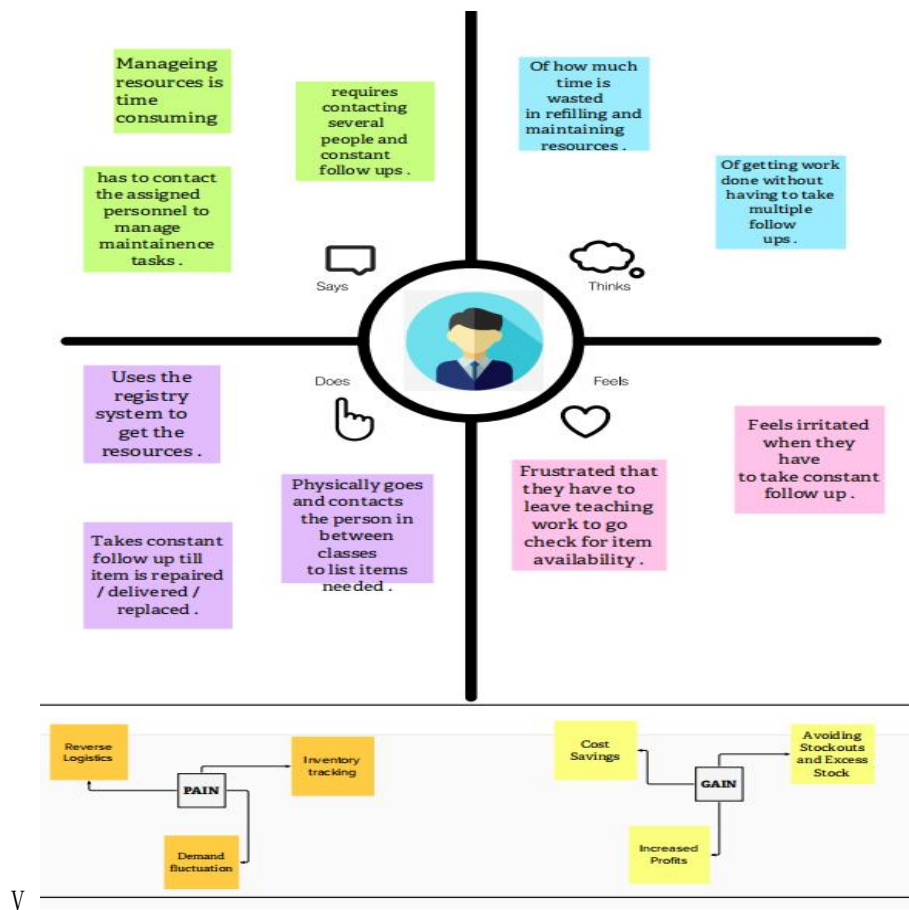 Manageing
resources is
time
consuming
requires
contacting
several
people and
constant
follow ups .
has to contact
the assigned
personnel to
manage
maintainence
tasks .
Says
Of how much
time is
wasted
in refilling and
maintaining
resources .
Of getting work
done without
having to take
multiple
follow
ups .
Thinks
Does
Uses the
registry
system to
get the
resources .
Physically goes
and contacts
the person in
between
classes
to list items
needed .
Takes constant
follow up till
item is repaired
/ delivered /
replaced .
Feels
Frustrated that
they have to
leave teaching
work to go
check for item
availability .
Feels irritated
when they
have
to take constant
follow up .
Reverse
Logistics
Inventory
tracking
PAIN
Demand
fluctuation
Cost
Savings
Avoiding
Stockouts
and Excess
Stock
GAIN
Increased
Profits
V